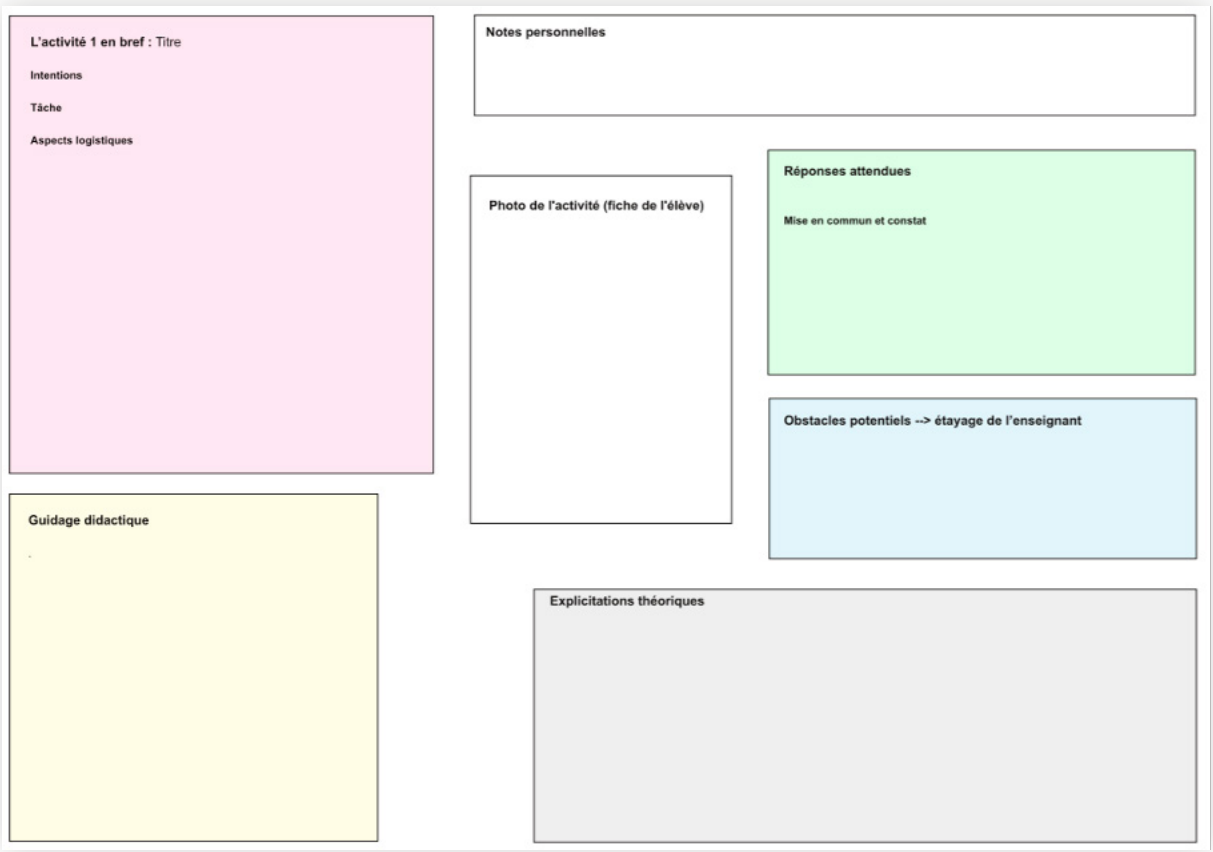 L'activité 1 en bref : Titre
Intentions
Tâche
Aspects logistiques
Notes personnelles
Photo de l'activité (fiche de l'élève)
Réponses attendues
Mise en commun et constat
Obstacles potentiels --> étayage de l'enseignant
Guidage didactique
.
Explicitations théoriques